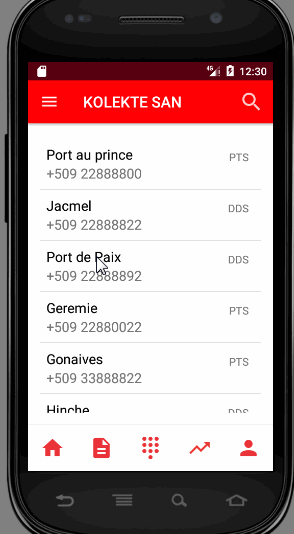 12:30
KOLEKTE SAN
Port au prince
PTS
+509 22888800
Jacmel
DDS
+509 22888822
Port de Paix
DDS
+509 22888892
Geremie
PTS
+509 22880022
Gonaives
PTS
+509 33888822
Hinche
DDS